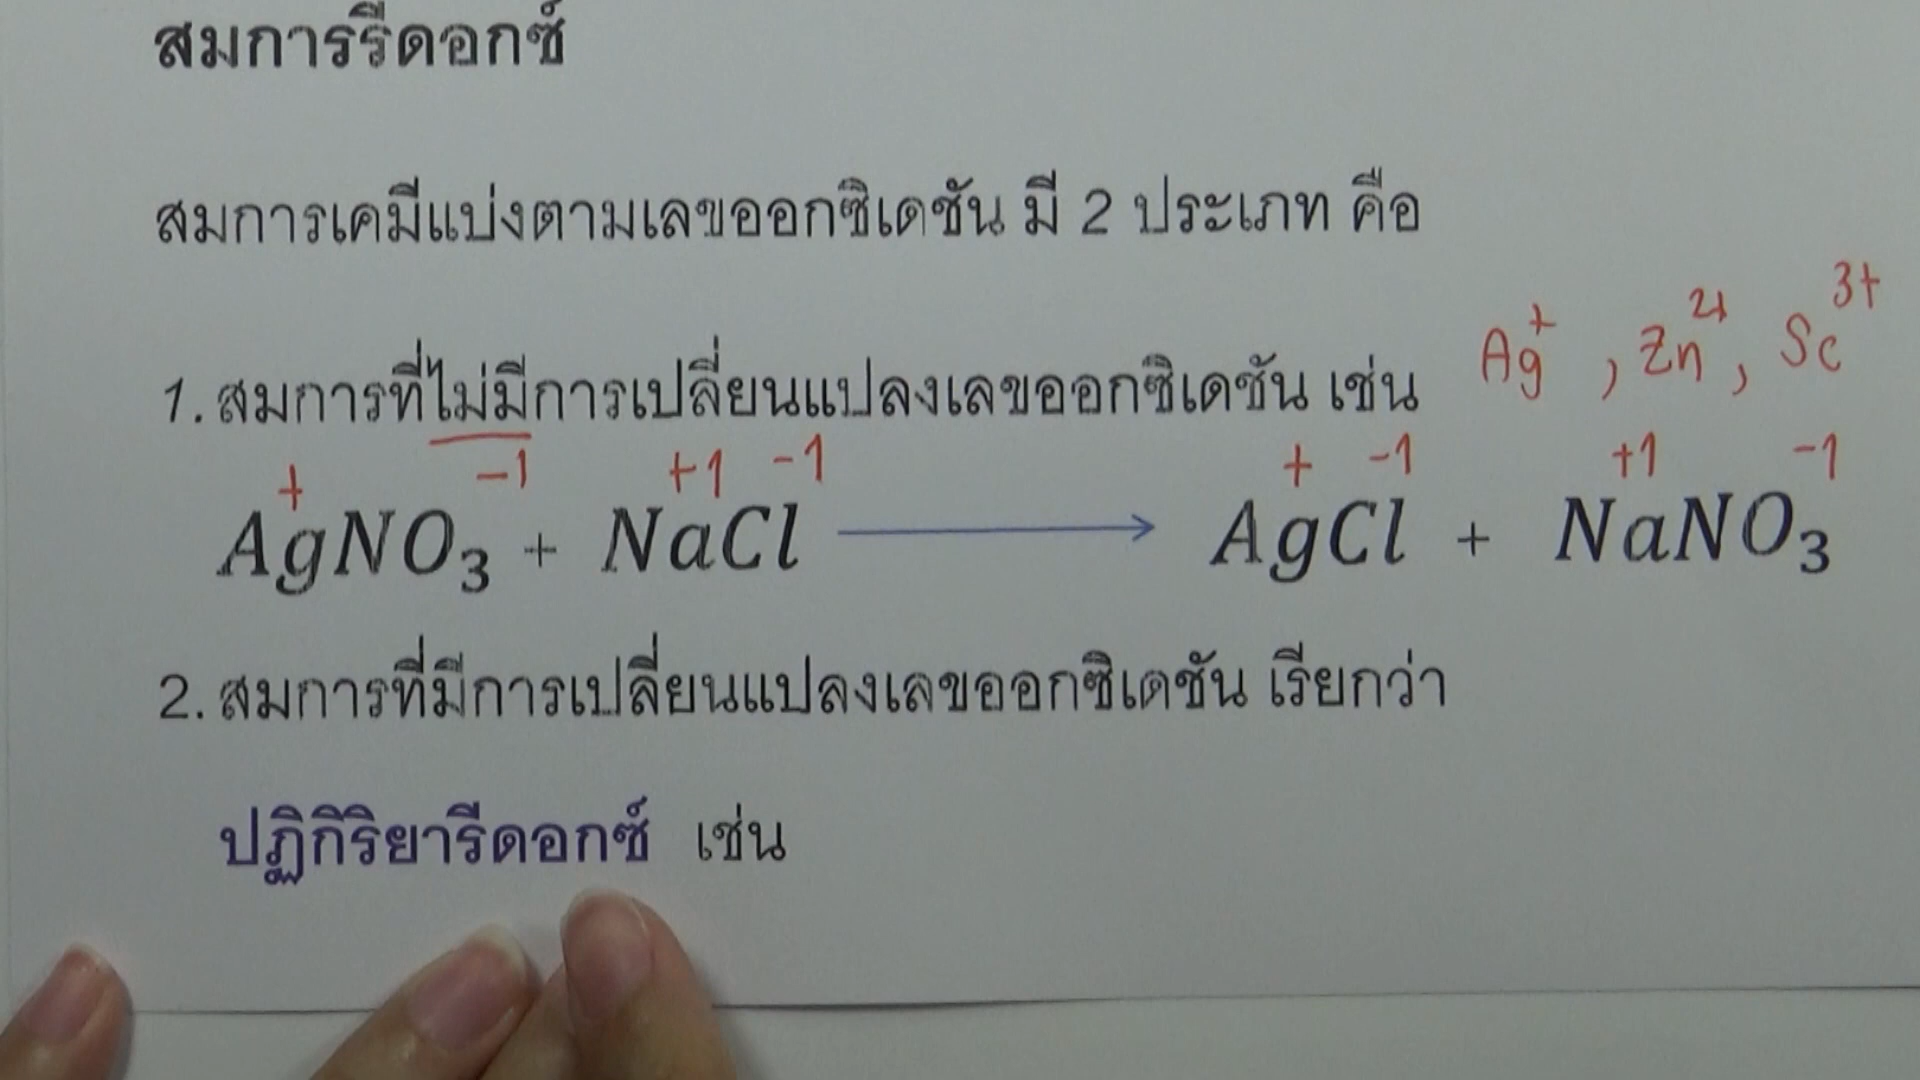 สมการรีดอกซ์
สมการเคมีแบ่งตามเลขออกซิเดชัน มี 2 ประเภท คือ
1. สมการที่ไม่มีการเปลี่ยนแปลงเลขออกซิเดชัน เช่น
Ag⁺ , Zn²⁺ , Sc³⁺
+ -1 +1 -1 + -1 +1 -1
AgNO₃ + NaCl ⟶ AgCl + NaNO₃
2. สมการที่มีการเปลี่ยนแปลงเลขออกซิเดชัน เรียกว่า
ปฏิกิริยารีดอกซ์ เช่น